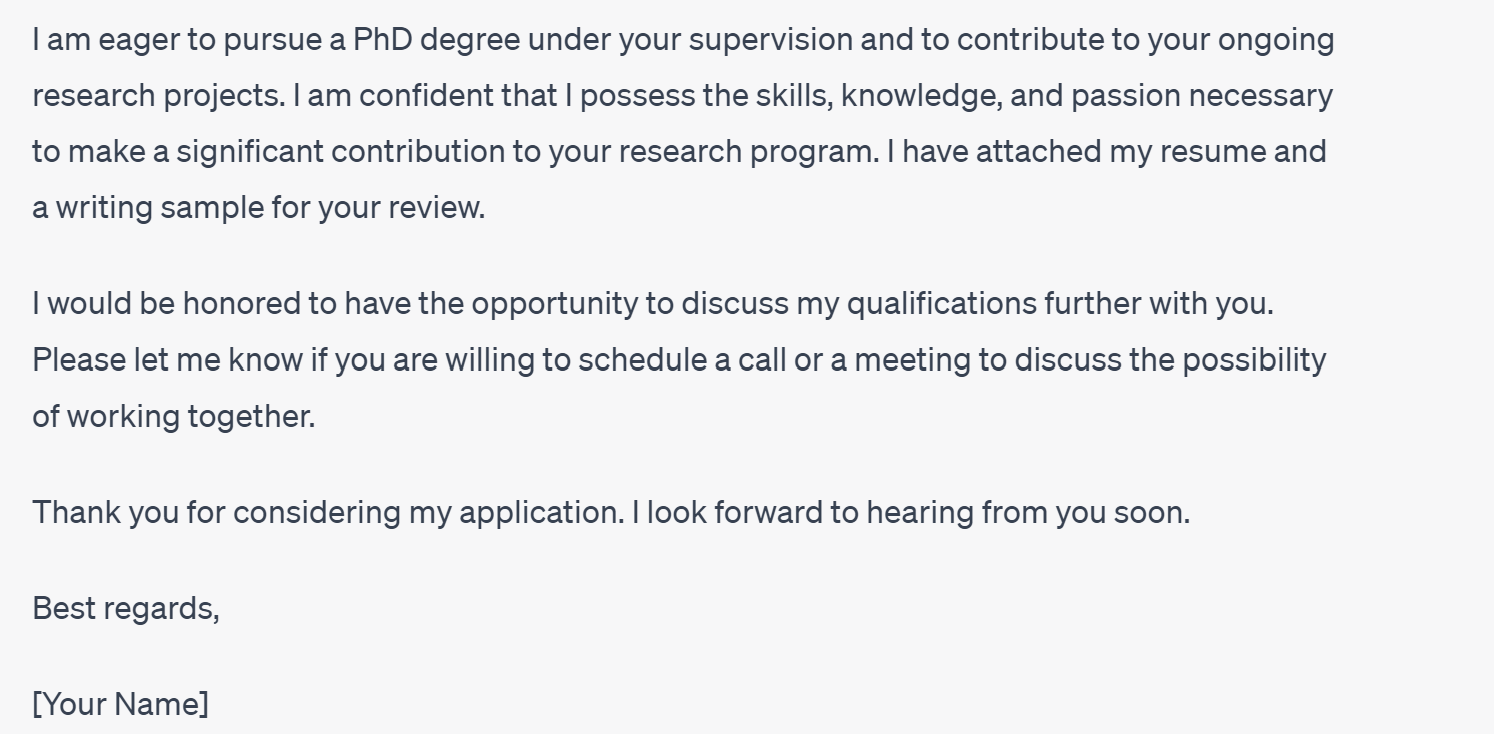 I am eager to pursue a PhD degree under your supervision and to contribute to your ongoing
research projects. I am confident that I possess the skills, knowledge, and passion necessary
to make a significant contribution to your research program. I have attached my resume and
a writing sample for your review.
I would be honored to have the opportunity to discuss my qualifications further with you.
Please let me know if you are willing to schedule a call or a meeting to discuss the possibility
of working together.
Thank you for considering my application. I look forward to hearing from you soon.
Best regards,
[Your Name]